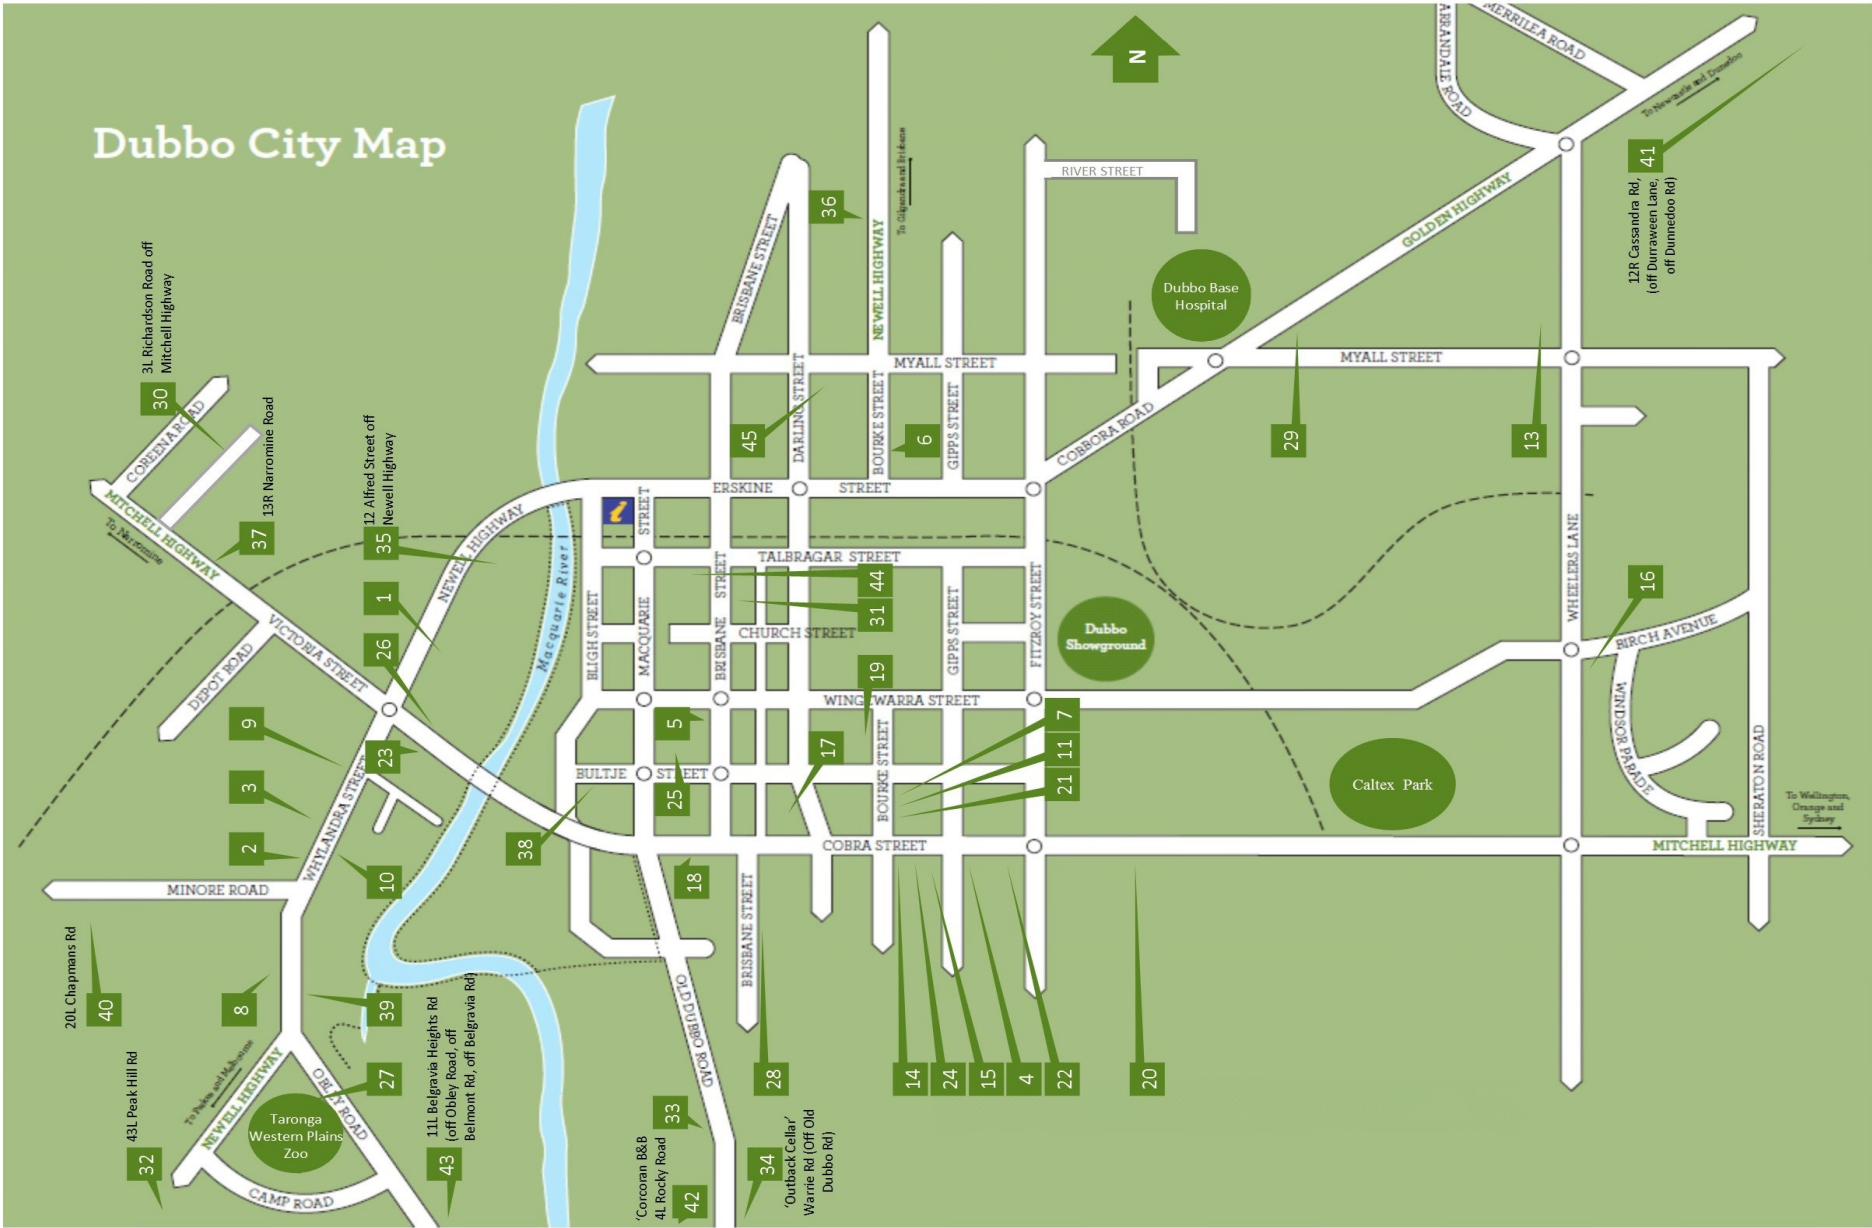 Dubbo City Map
N
ARRANDALE ROAD
MERRILEA ROAD
To Newcastle and Dunedoo
41
12R Cassandra Rd,
(off Durraween Lane,
off Dunnedoo Rd)
RIVER STREET
GOLDEN HIGHWAY
Dubbo Base
Hospital
36
NEWELL HIGHWAY
To Gilgandra and Brisbane
BRISBANE STREET
3L Richardson Road off
Mitchell Highway
30
COREENA ROAD
MITCHELL HIGHWAY
To Narromine
37
13R Narromine Road
12 Alfred Street off
Newell Highway
35
NEWELL HIGHWAY
MYALL STREET
MYALL STREET
DARLING STREET
BOURKE STREET
GIPPS STREET
COBBORA ROAD
45
6
29
13
ERSKINE
STREET
i
STREET
Macquarie River
TALBRAGAR STREET
1
26
44
31
BLIGH STREET
MACQUARIE
BRISBANE
STREET
CHURCH STREET
GIPPS STREET
FITZROY STREET
Dubbo
Showground
WHEELERS LANE
16
BIRCH AVENUE
WINDSOR PARADE
SHERATON ROAD
VICTORIA STREET
DEPOT ROAD
9
23
3
2
WHYLANDRA STREET
10
MINORE ROAD
19
WINGEWARRA STREET
5
7
11
21
17
BOURKE STREET
BULTJE
STREET
25
38
18
COBRA STREET
Caltex Park
To Wellington,
Orange and
Sydney
MITCHELL HIGHWAY
20L Chapmans Rd
40
8
39
BRISBANE STREET
OLD DUBBO ROAD
28
14
24
15
4
22
20
43L Peak Hill Rd
32
To Parkes and Melbourne
NEWELL HIGHWAY
OBLEY ROAD
27
Taronga
Western Plains
Zoo
CAMP ROAD
11L Belgravia Heights Rd
(off Obley Road, off
Belmont Rd, off Belgravia Rd)
43
33
'Corcoran B&B
4L Rocky Road
42
34
'Outback Cellar'
Warrie Rd (Off Old
Dubbo Rd)